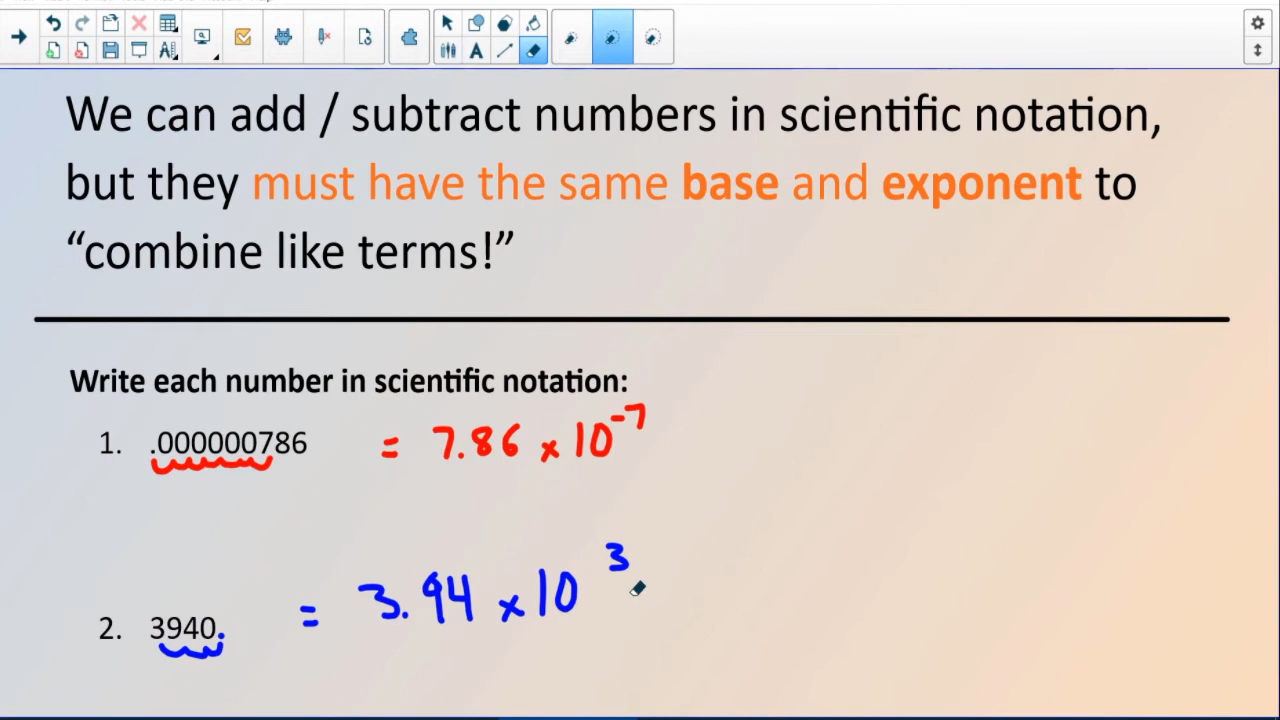 We can add / subtract numbers in scientific notation,
but they must have the same base and exponent to
“combine like terms!”
Write each number in scientific notation:
1. .000000786 = 7.86 x 10^-7
2. 3940. = 3.94 x 10^3